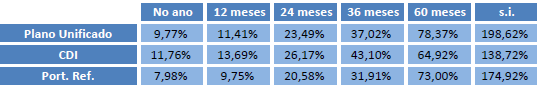 No ano 12 meses 24 meses 36 meses 60 meses s.i.
Plano Unificado 9,77% 11,41% 23,49% 37,02% 78,37% 198,62%
CDI 11,76% 13,69% 26,17% 43,10% 64,92% 138,72%
Port. Ref. 7,98% 9,75% 20,58% 31,91% 73,00% 174,92%